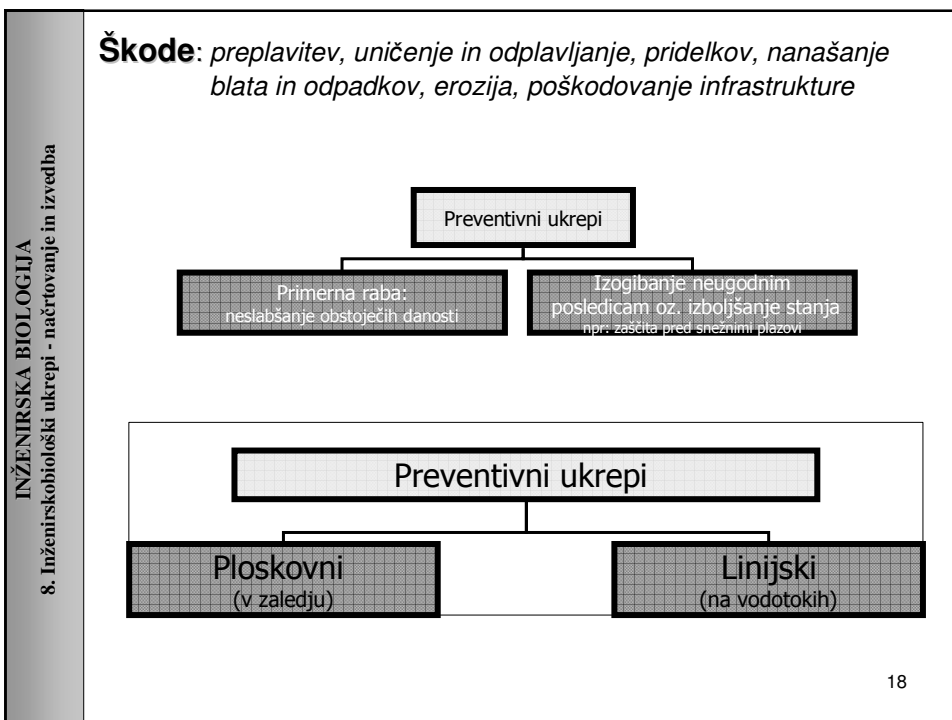 INŽENIRSKA BIOLOGIJA
8. Inženirskobiološki ukrepi - načrtovanje in izvedba
Škode: preplavitev, uničenje in odplavljanje, pridelkov, nanašanje
blata in odpadkov, erozija, poškodovanje infrastrukture
Preventivni ukrepi
Primerna raba:
neslabšanje obstoječih danosti
Izogibanje neugodnim
posledicam oz. izboljšanje stanja
npr: zaščita pred snežnimi plazovi
Preventivni ukrepi
Ploskovni
(v zaledju)
Linijski
(na vodotokih)
18